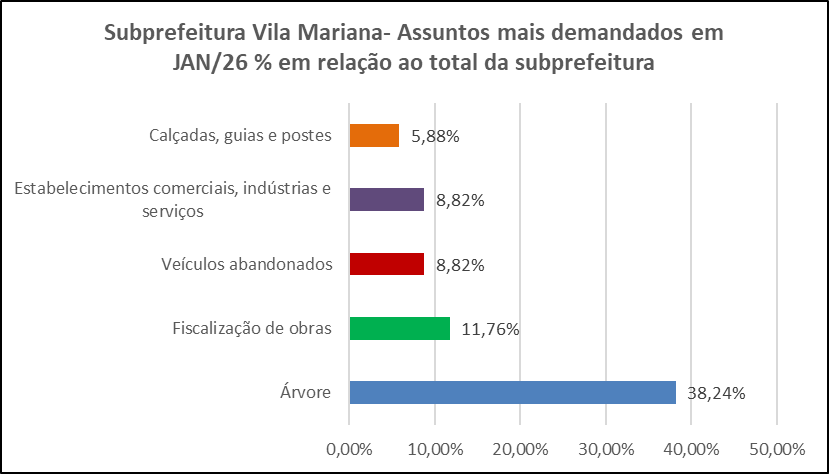 Subprefeitura Vila Mariana- Assuntos mais demandados em
JAN/26 % em relação ao total da subprefeitura
Calçadas, guias e postes
5,88%
Estabelecimentos comerciais, indústrias e
serviços
8,82%
Veículos abandonados
8,82%
Fiscalização de obras
11,76%
Árvore
38,24%
0,00% 10,00% 20,00% 30,00% 40,00% 50,00%